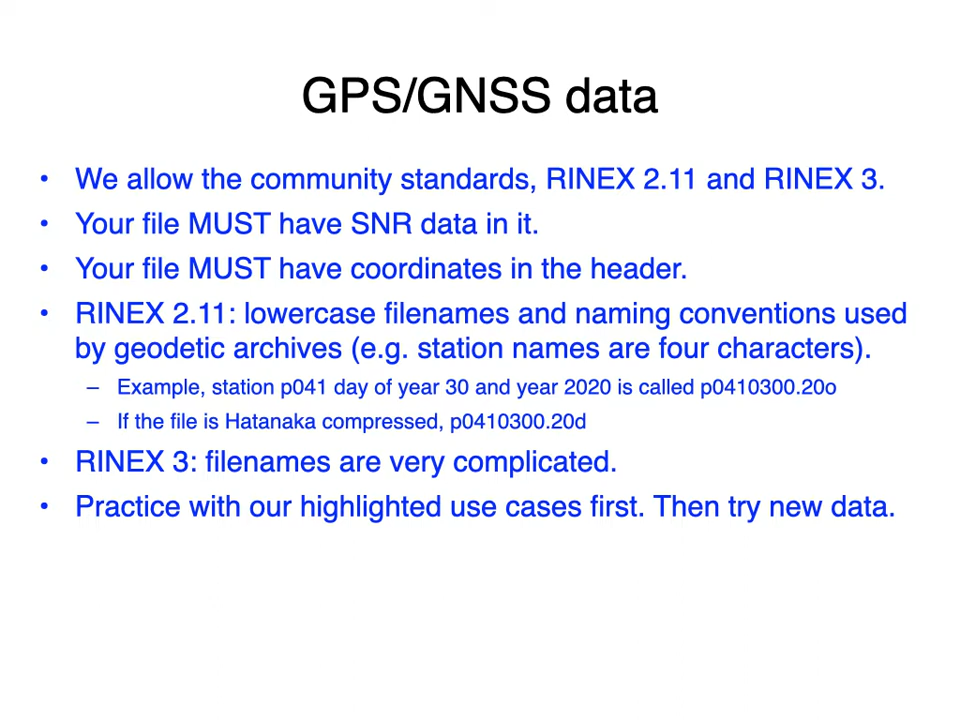 GPS/GNSS data
• We allow the community standards, RINEX 2.11 and RINEX 3.
• Your file MUST have SNR data in it.
• Your file MUST have coordinates in the header.
• RINEX 2.11: lowercase filenames and naming conventions used
by geodetic archives (e.g. station names are four characters).
– Example, station p041 day of year 30 and year 2020 is called p0410300.20o
– If the file is Hatanaka compressed, p0410300.20d
• RINEX 3: filenames are very complicated.
• Practice with our highlighted use cases first. Then try new data.